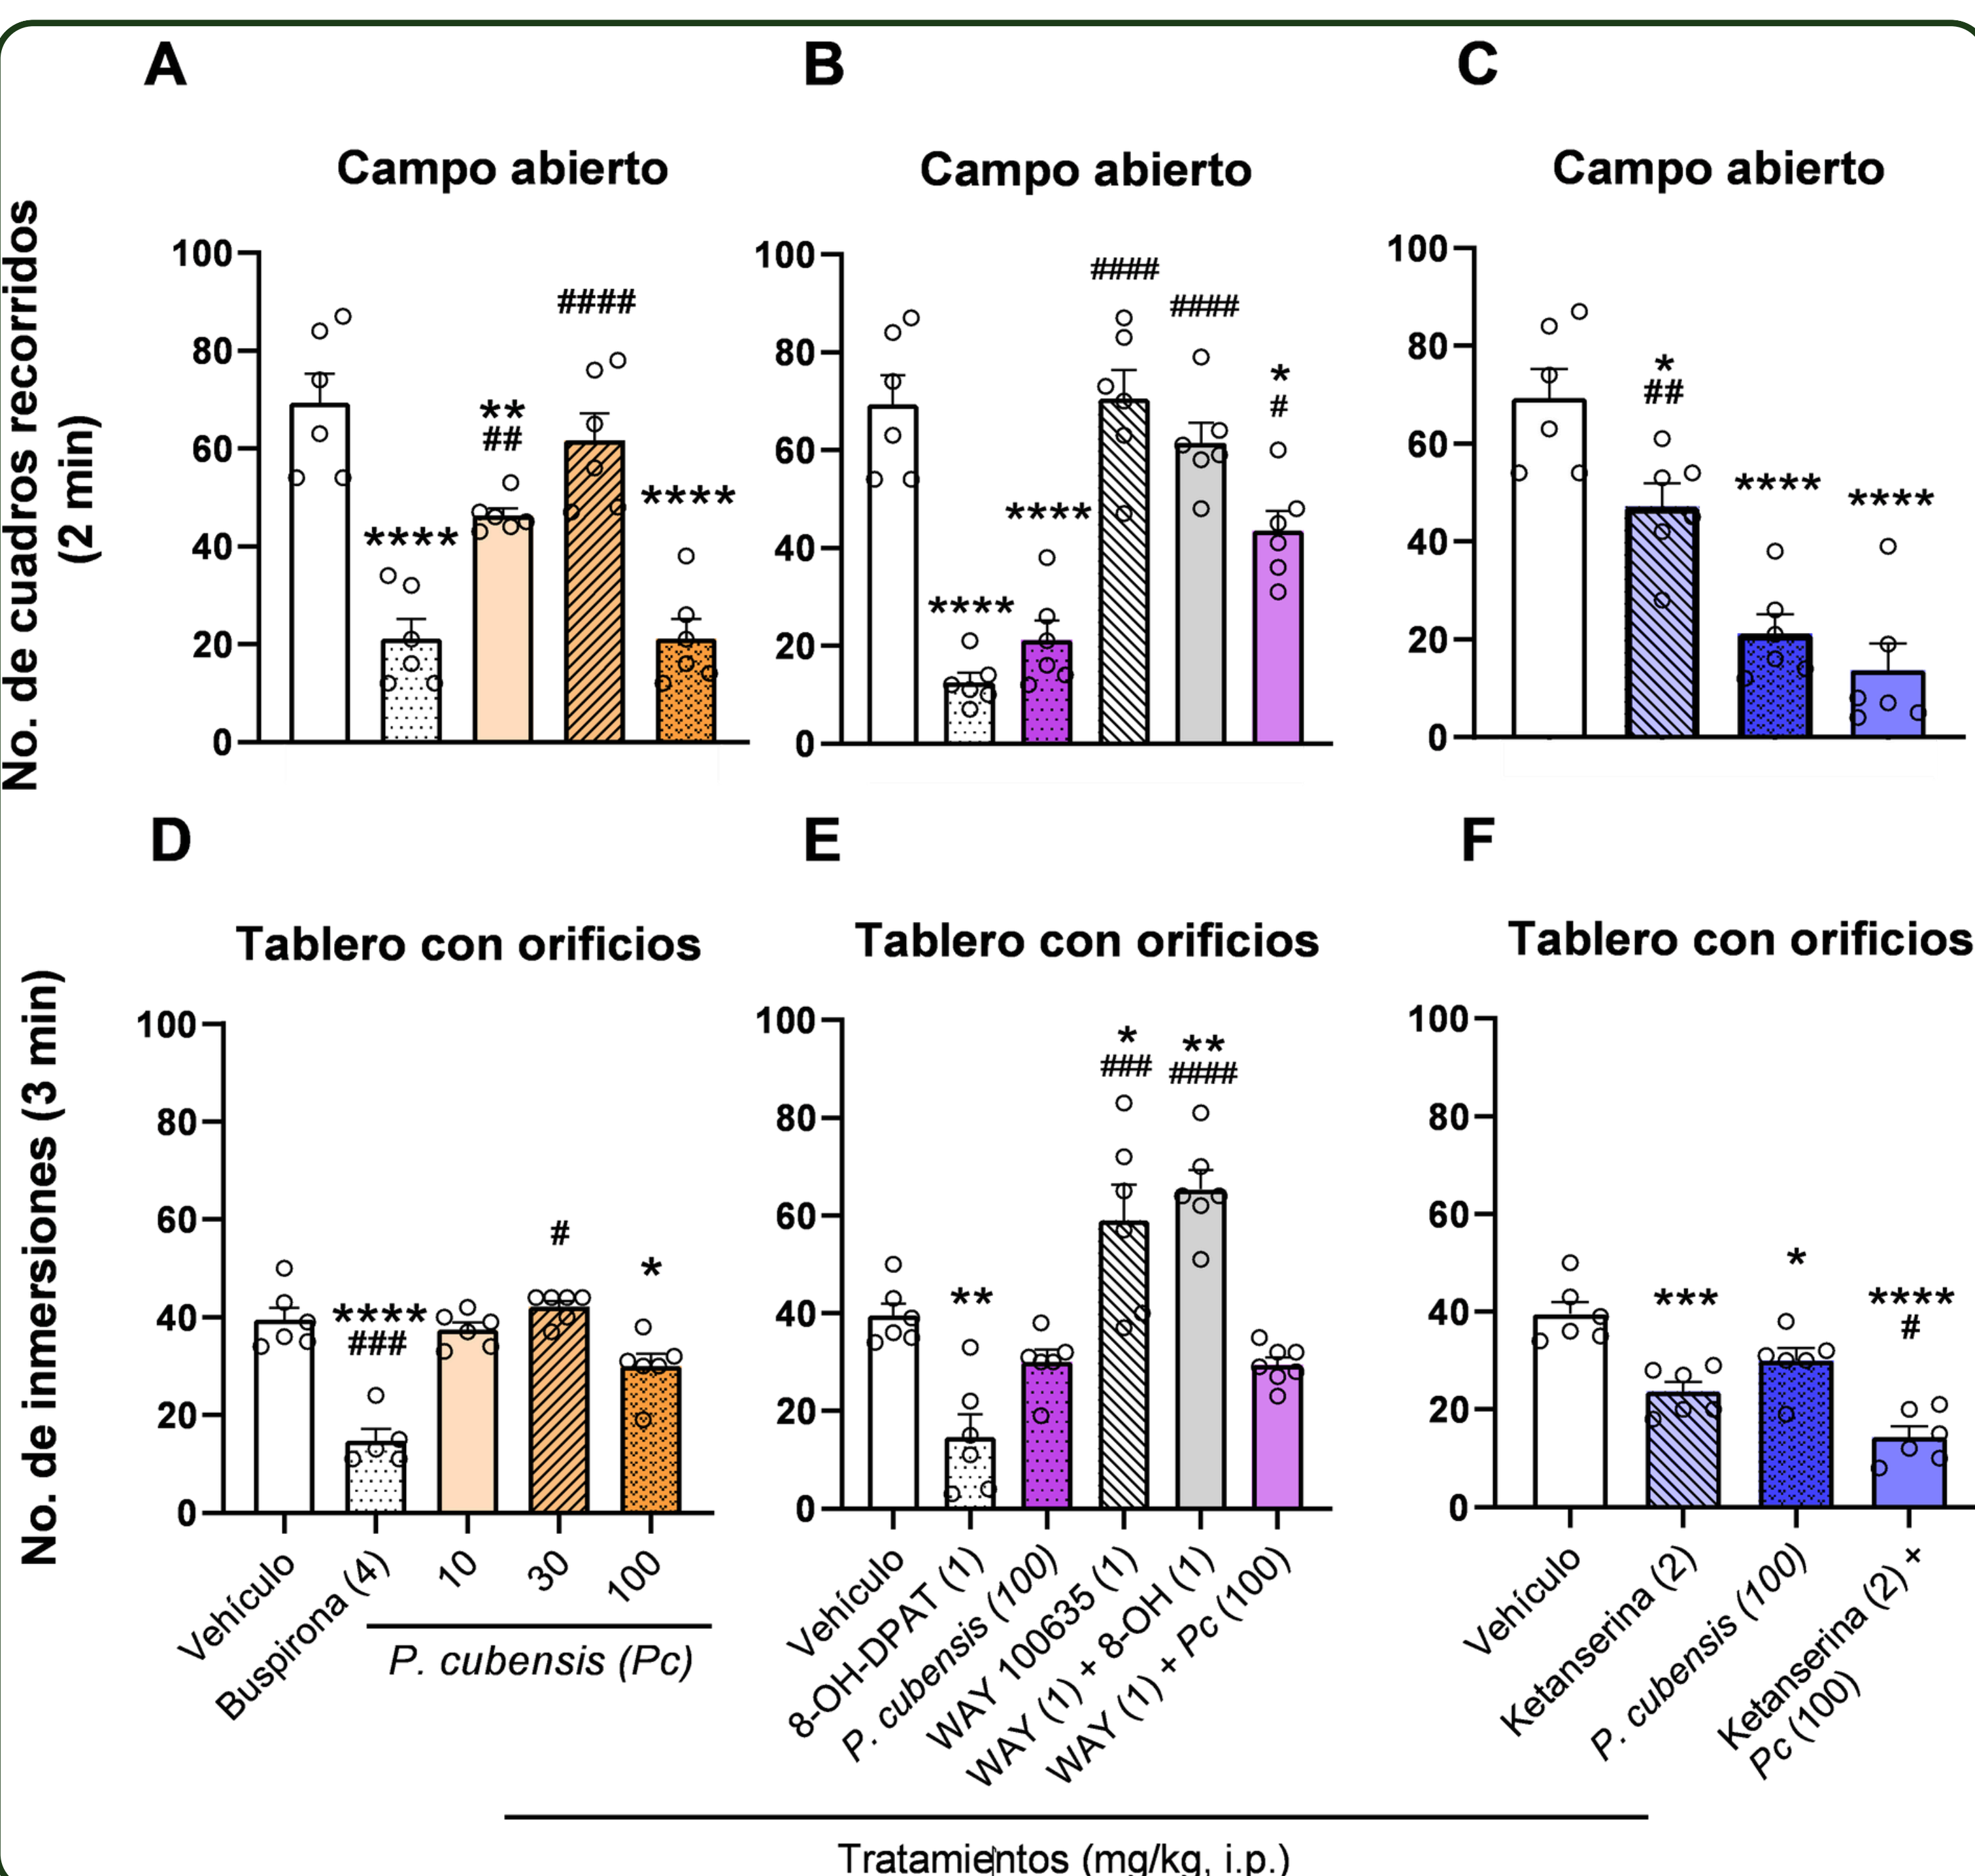 A
B
C
Campo abierto
Campo abierto
Campo abierto
No. de cuadros recorridos
(2 min)
100
80
60
40
20
0
****
**
##
####
****
100
80
60
40
20
0
****
****
####
####
*
#
100
80
60
40
20
0
*
##
****
****
D
E
F
Tablero con orificios
Tablero con orificios
Tablero con orificios
No. de inmersiones (3 min)
100
80
60
40
20
0
****
###
#
*
100
80
60
40
20
0
**
*
###
**
####
100
80
60
40
20
0
***
*
****
#
Vehículo
Buspirona (4)
10
30
100
P. cubensis (Pc)
Vehículo
8-OH-DPAT (1)
P. cubensis (100)
WAY 100635 (1)
WAY (1) + 8-OH (1)
WAY (1) + Pc (100)
Vehículo
Ketanserina (2)
P. cubensis (100)
Ketanserina (2) +
Pc (100)
Tratamientos (mg/kg, i.p.)